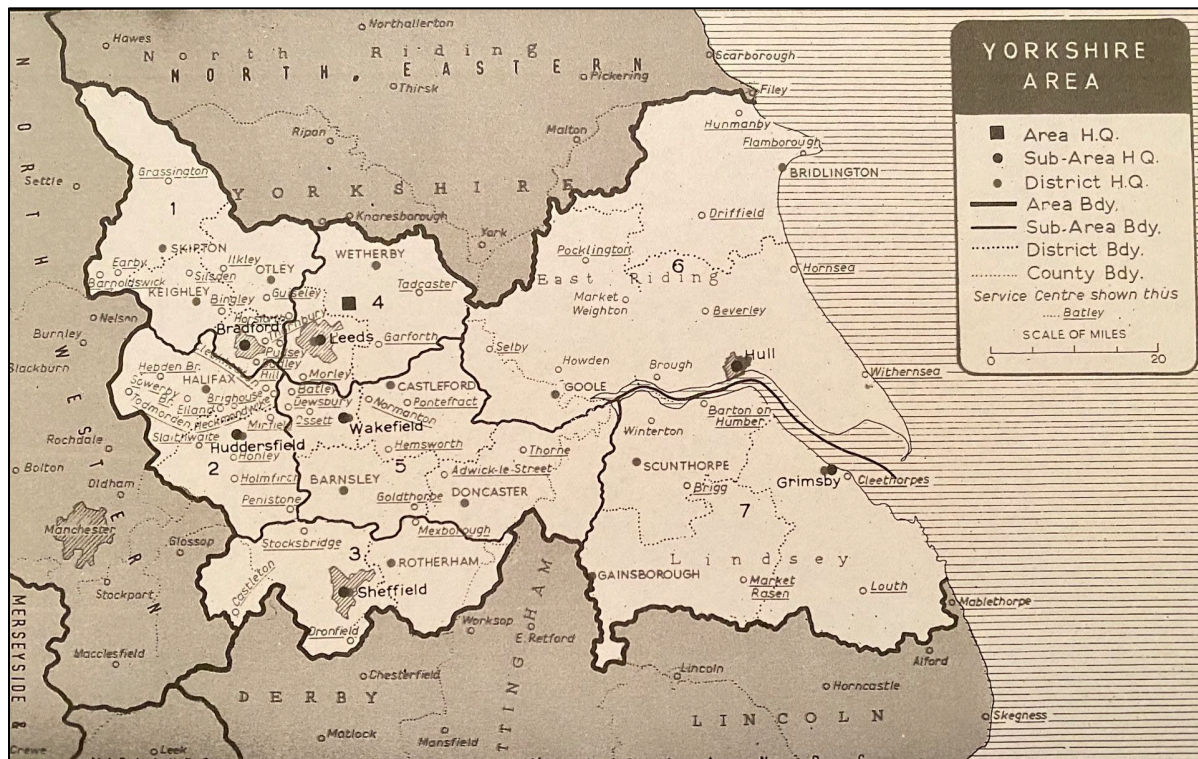 YORKSHIRE
AREA
Area H.Q.
Sub-Area H.Q.
District H.Q.
Area Bdy.
Sub-Area Bdy.
District Bdy.
County Bdy.
Service Centre shown thus
.... Batley
SCALE OF MILES
0 20
Northallerton
Hawes
North Riding
NORTH. EASTERN
Pickering
Thirsk
Scarborough
Filey
Hunmanby
Flamborough
BRIDLINGTON
Ripon
Malton
Settle
Grassington
YORKSHIRE
1
Knaresborough
York
Driffield
SKIPTON
WETHERBY
Pocklington
6
East Riding
Hornsea
Earby
Ilkley
Silsden
OTLEY
Barnoldswick
KEIGHLEY
Bingley
Guiseley
4
Tadcaster
Market
Weighton
Beverley
Nelson
Bradford
Leeds
Garforth
Selby
Hull
Burnley
Pudsey
Morley
Howden
Brough
Withernsea
Blackburn
Hebden Br.
HALIFAX
Batley
CASTLEFORD
GOOLE
Sowerby
Br.
Brighouse
Dewsbury
Normanton
Pontefract
Barton on
Humber
Todmorden
Elland
Heckmondwike
Ossett
Wakefield
Winterton
Rochdale
Slaithwaite
Mirfield
Huddersfield
Hemsworth
Thorne
Bolton
Honley
SCUNTHORPE
Grimsby
Cleethorpes
2
5
Adwick-le-Street
Oldham
Holmfirth
BARNSLEY
Goldthorpe
DONCASTER
Brigg
Penistone
7
Manchester
Stocksbridge
Mexborough
Glossop
3
ROTHERHAM
Lindsey
Castleton
Sheffield
GAINSBOROUGH
Market
Rasen
Louth
Stockport
Mablethorpe
Dronfield
Worksop
E. Retford
Macclesfield
Alford
Chesterfield
Lincoln
Horncastle
DERBY
LINCOLN
Skegness
Matlock
Mansfield
Crewe
Leek
NORTH WESTERN
MERSEYSIDE &
TTINGHAM